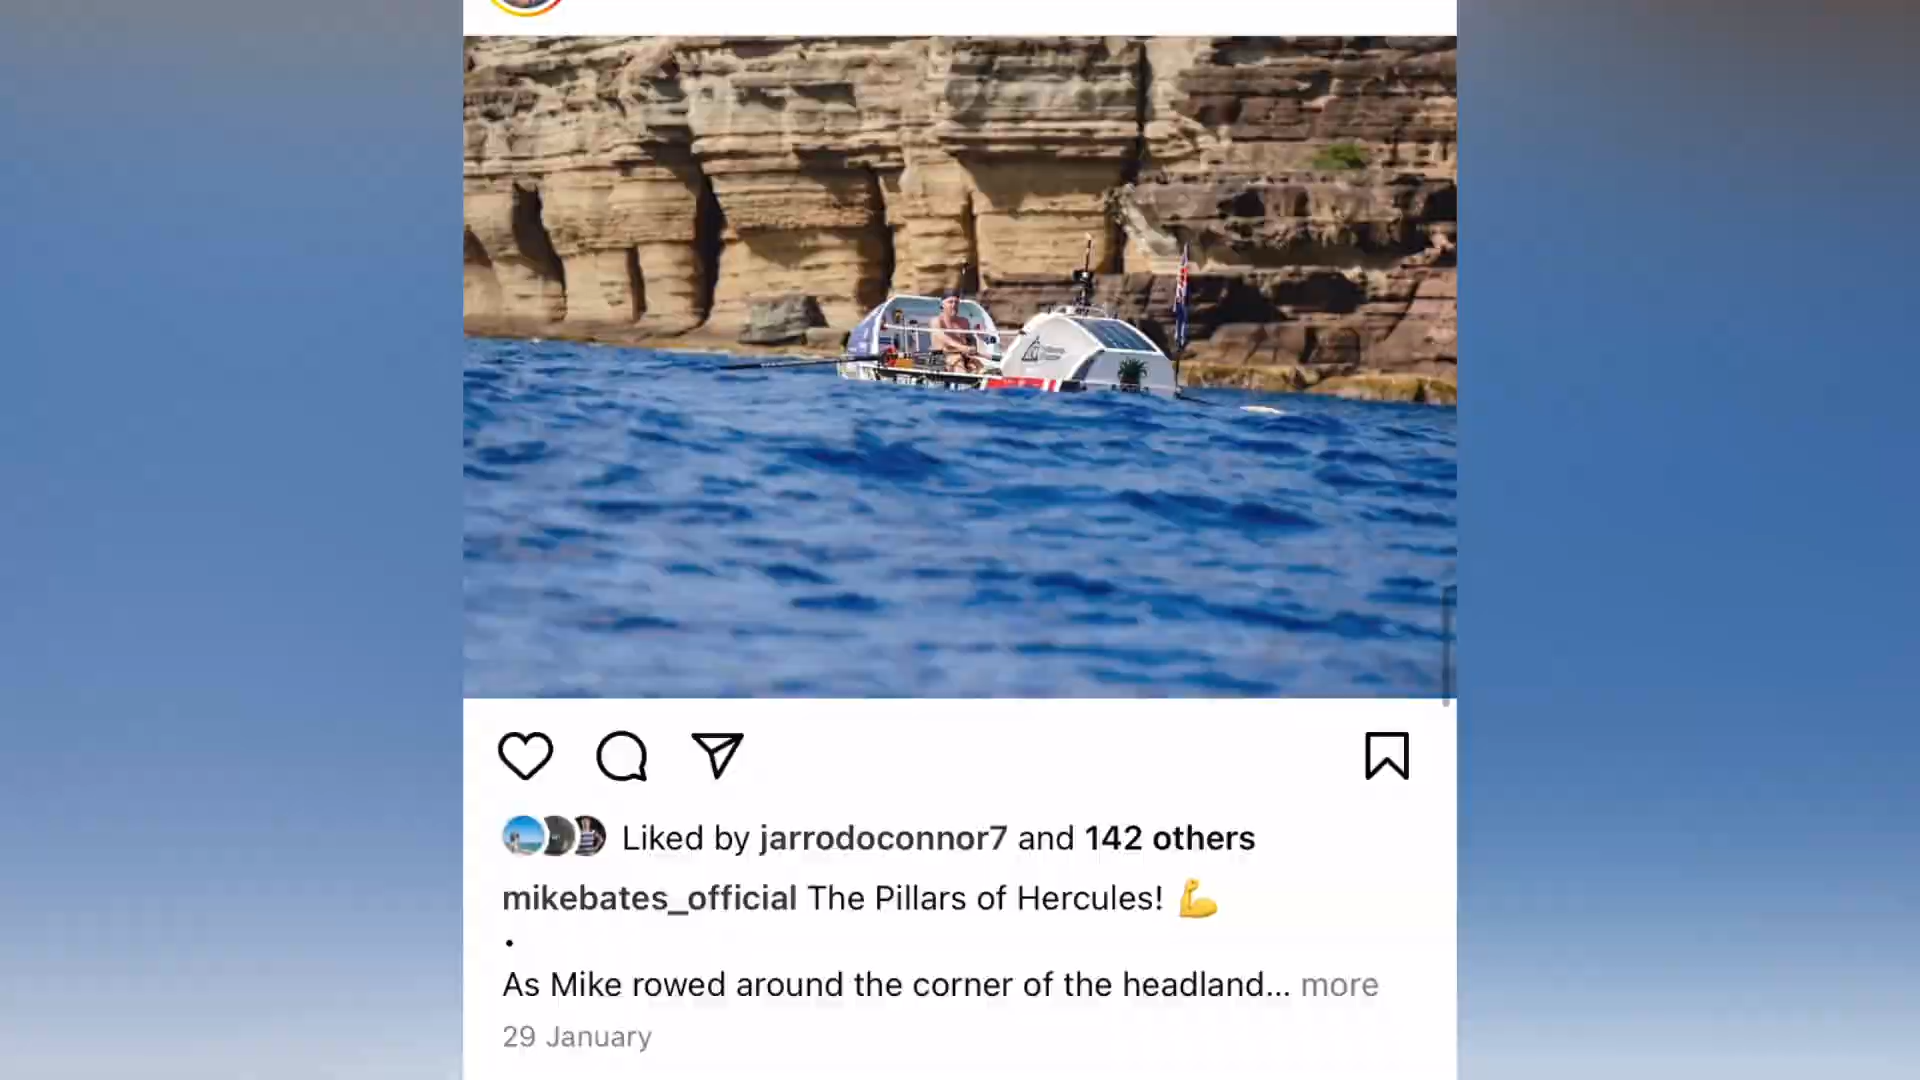 Liked by jarrodoconnor7 and 142 others
mikebates_official The Pillars of Hercules! 💪
.
As Mike rowed around the corner of the headland... more
29 January